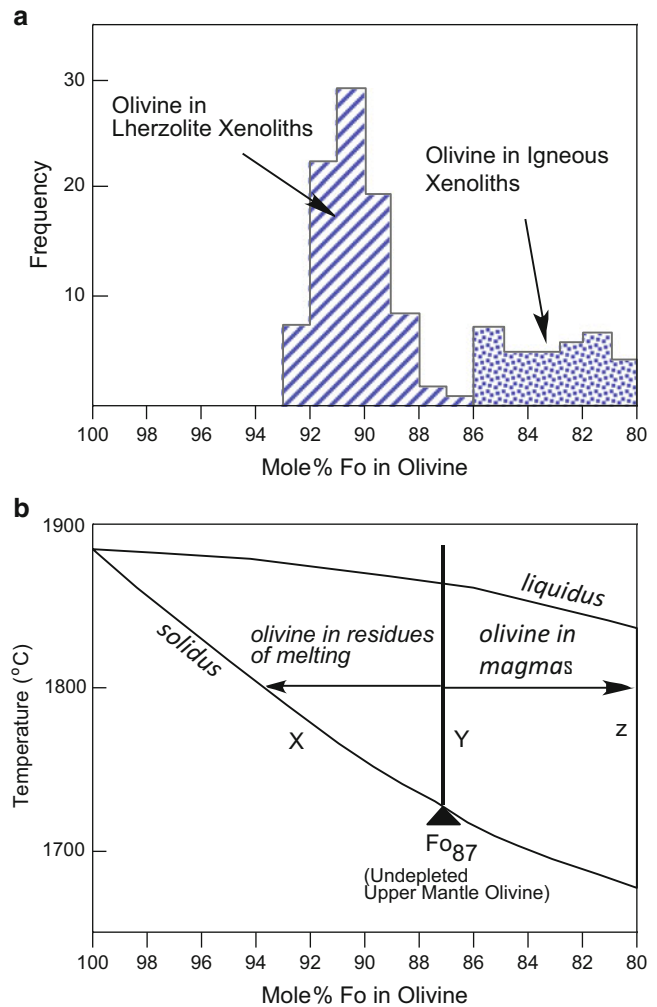 a
30
20
10
Frequency
Olivine in
Lherzolite Xenoliths
Olivine in Igneous
Xenoliths
100 98 96 94 92 90 88 86 84 82 80
Mole% Fo in Olivine
b
1900
1800
1700
Temperature (°C)
liquidus
solidus
olivine in residues
of melting
olivine in
magmas
X
Y
z
Fo87
(Undepleted
Upper Mantle Olivine)
100 98 96 94 92 90 88 86 84 82 80
Mole% Fo in Olivine